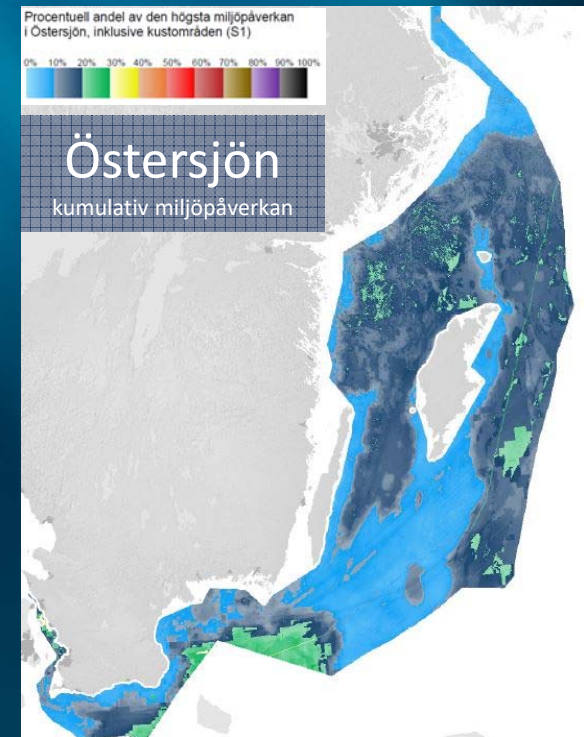 Procentuell andel av den högsta miljöpåverkan
i Östersjön, inklusive kustområden (S1)
0% 10% 20% 30% 40% 50% 60% 70% 80% 90% 100%
Östersjön
kumulativ miljöpåverkan